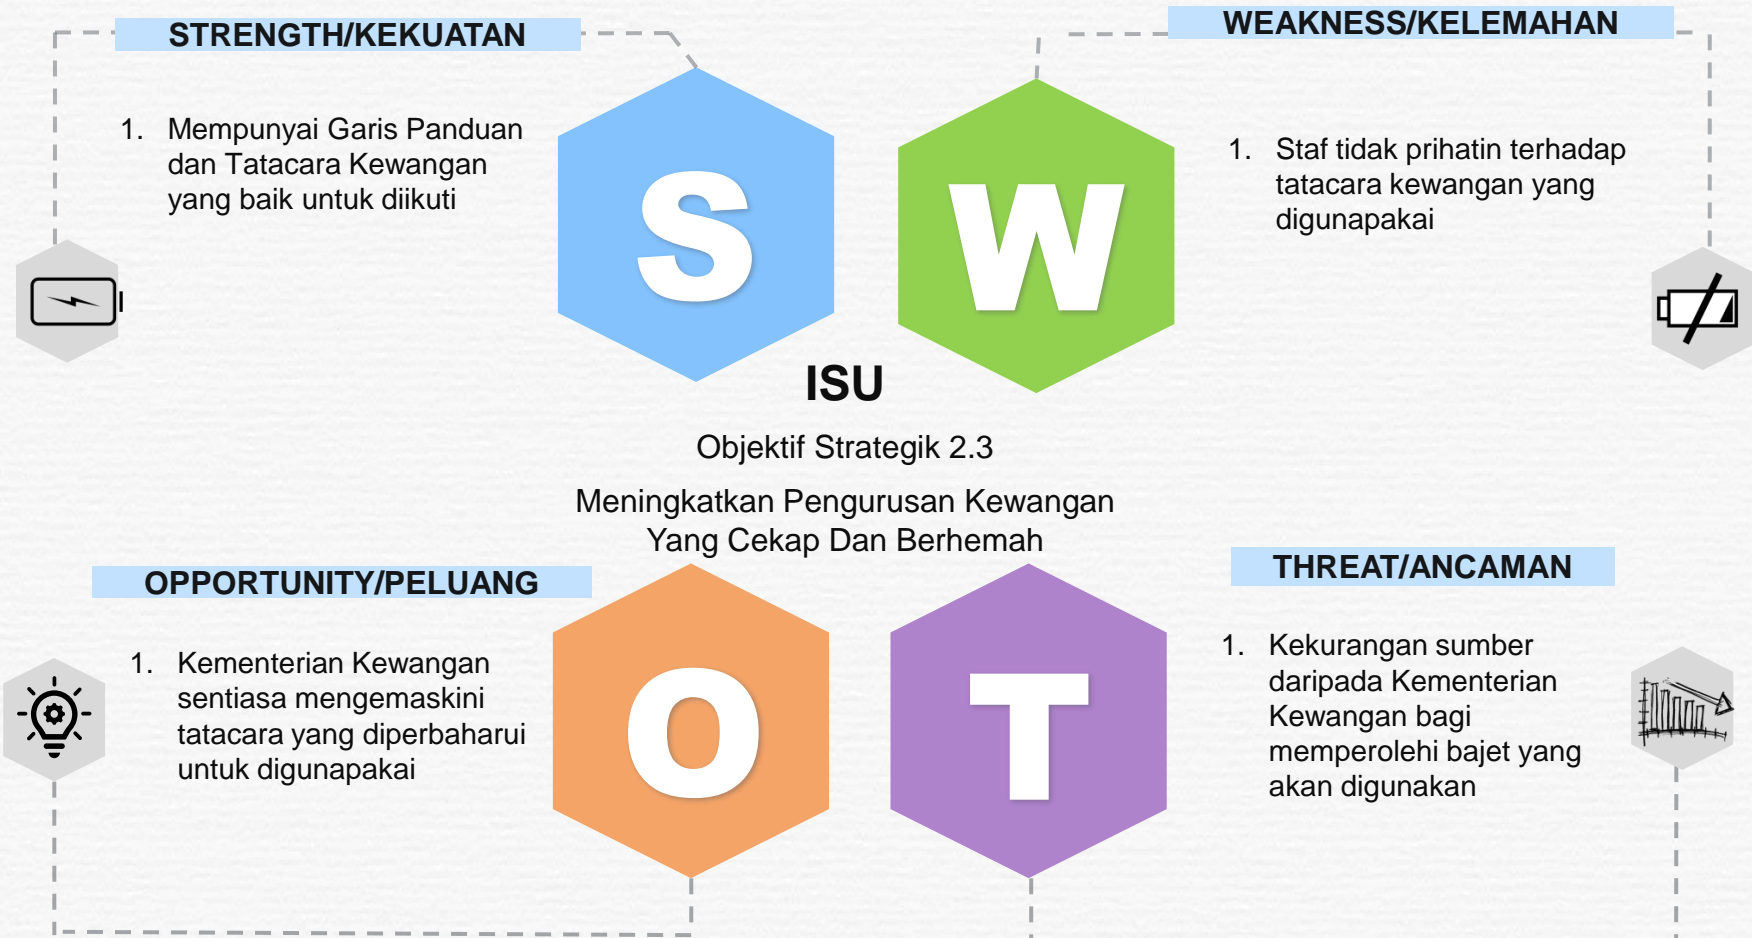 STRENGTH/KEKUATAN
1. Mempunyai Garis Panduan
dan Tatacara Kewangan
yang baik untuk diikuti
S
WEAKNESS/KELEMAHAN
1. Staf tidak prihatin terhadap
tatacara kewangan yang
digunapakai
W
ISU
Objektif Strategik 2.3
Meningkatkan Pengurusan Kewangan
Yang Cekap Dan Berhemah
OPPORTUNITY/PELUANG
1. Kementerian Kewangan
sentiasa mengemaskini
tatacara yang diperbaharui
untuk digunapakai
O
THREAT/ANCAMAN
1. Kekurangan sumber
daripada Kementerian
Kewangan bagi
memperolehi bajet yang
akan digunakan
T